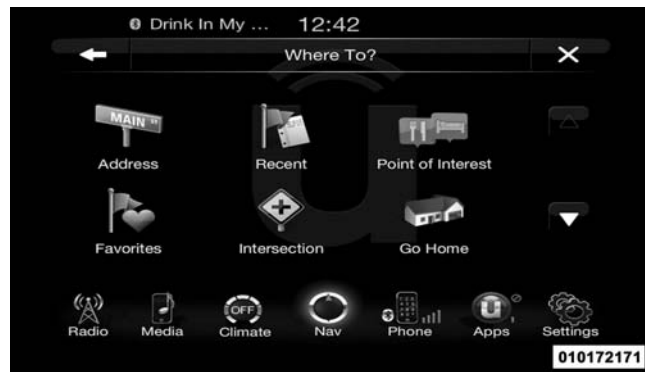 Drink In My ... 12:42
Where To?
MAIN ST
Address
Recent
Point of Interest
Favorites
Intersection
Go Home
OFF
Radio
Media
Climate
Nav
Phone
Apps
Settings
010172171